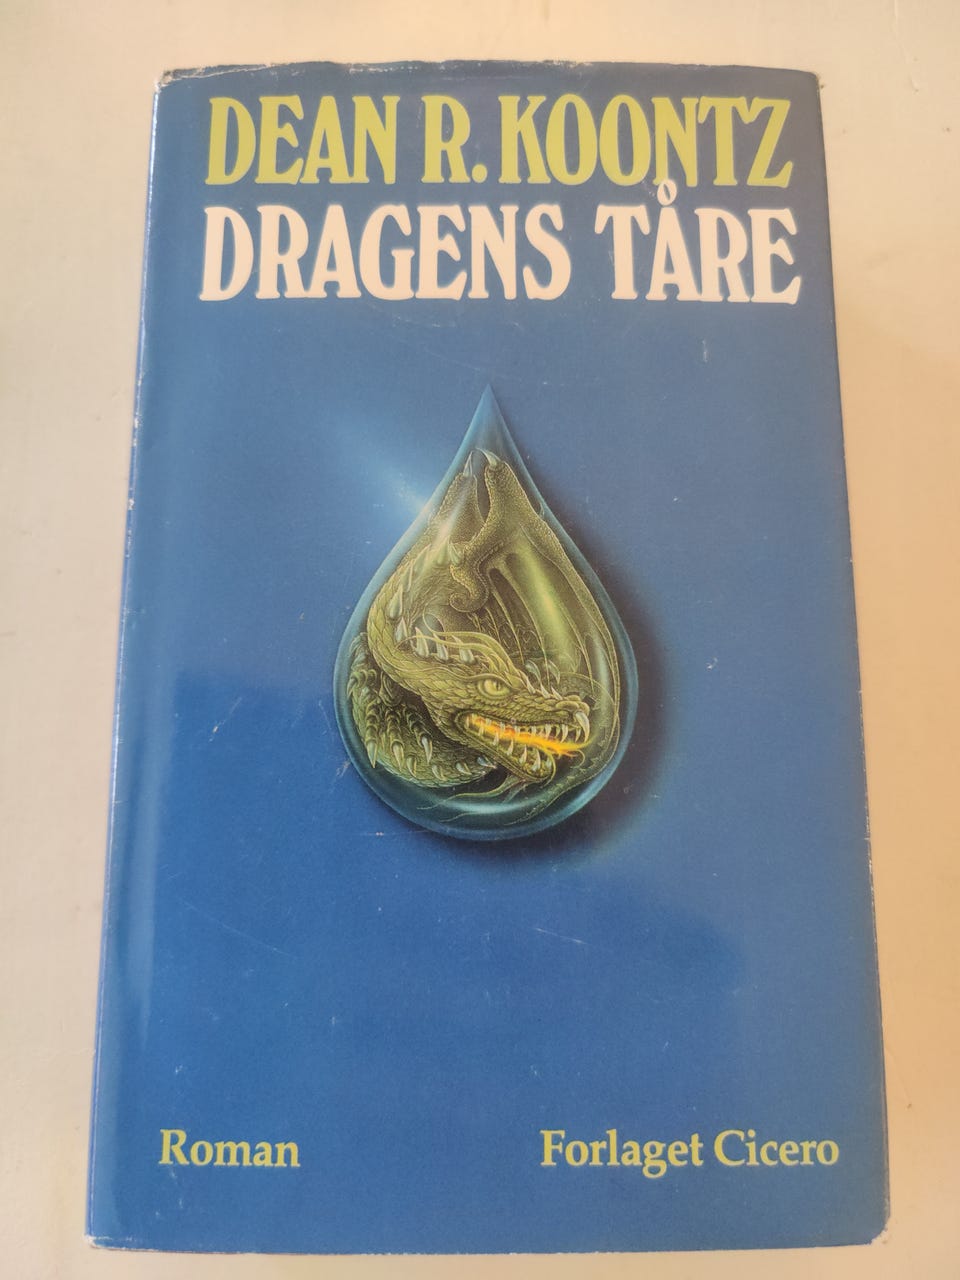 DEAN R. KOONTZ
DRAGENS TÅRE
Roman
Forlaget Cicero